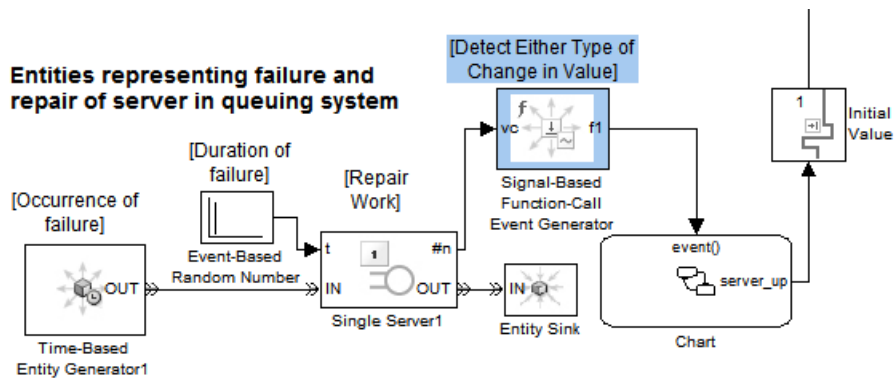 [Detect Either Type of
Change in Value]
Entities representing failure and
repair of server in queuing system
1
Initial
Value
vc
f
f1
[Duration of
failure]
Signal-Based
Function-Call
Event Generator
[Repair
Work]
[Occurrence of
failure]
t
1
#n
event()
Event-Based
Random Number
server_up
OUT
IN
OUT
IN
Single Server1
Entity Sink
Chart
Time-Based
Entity Generator1